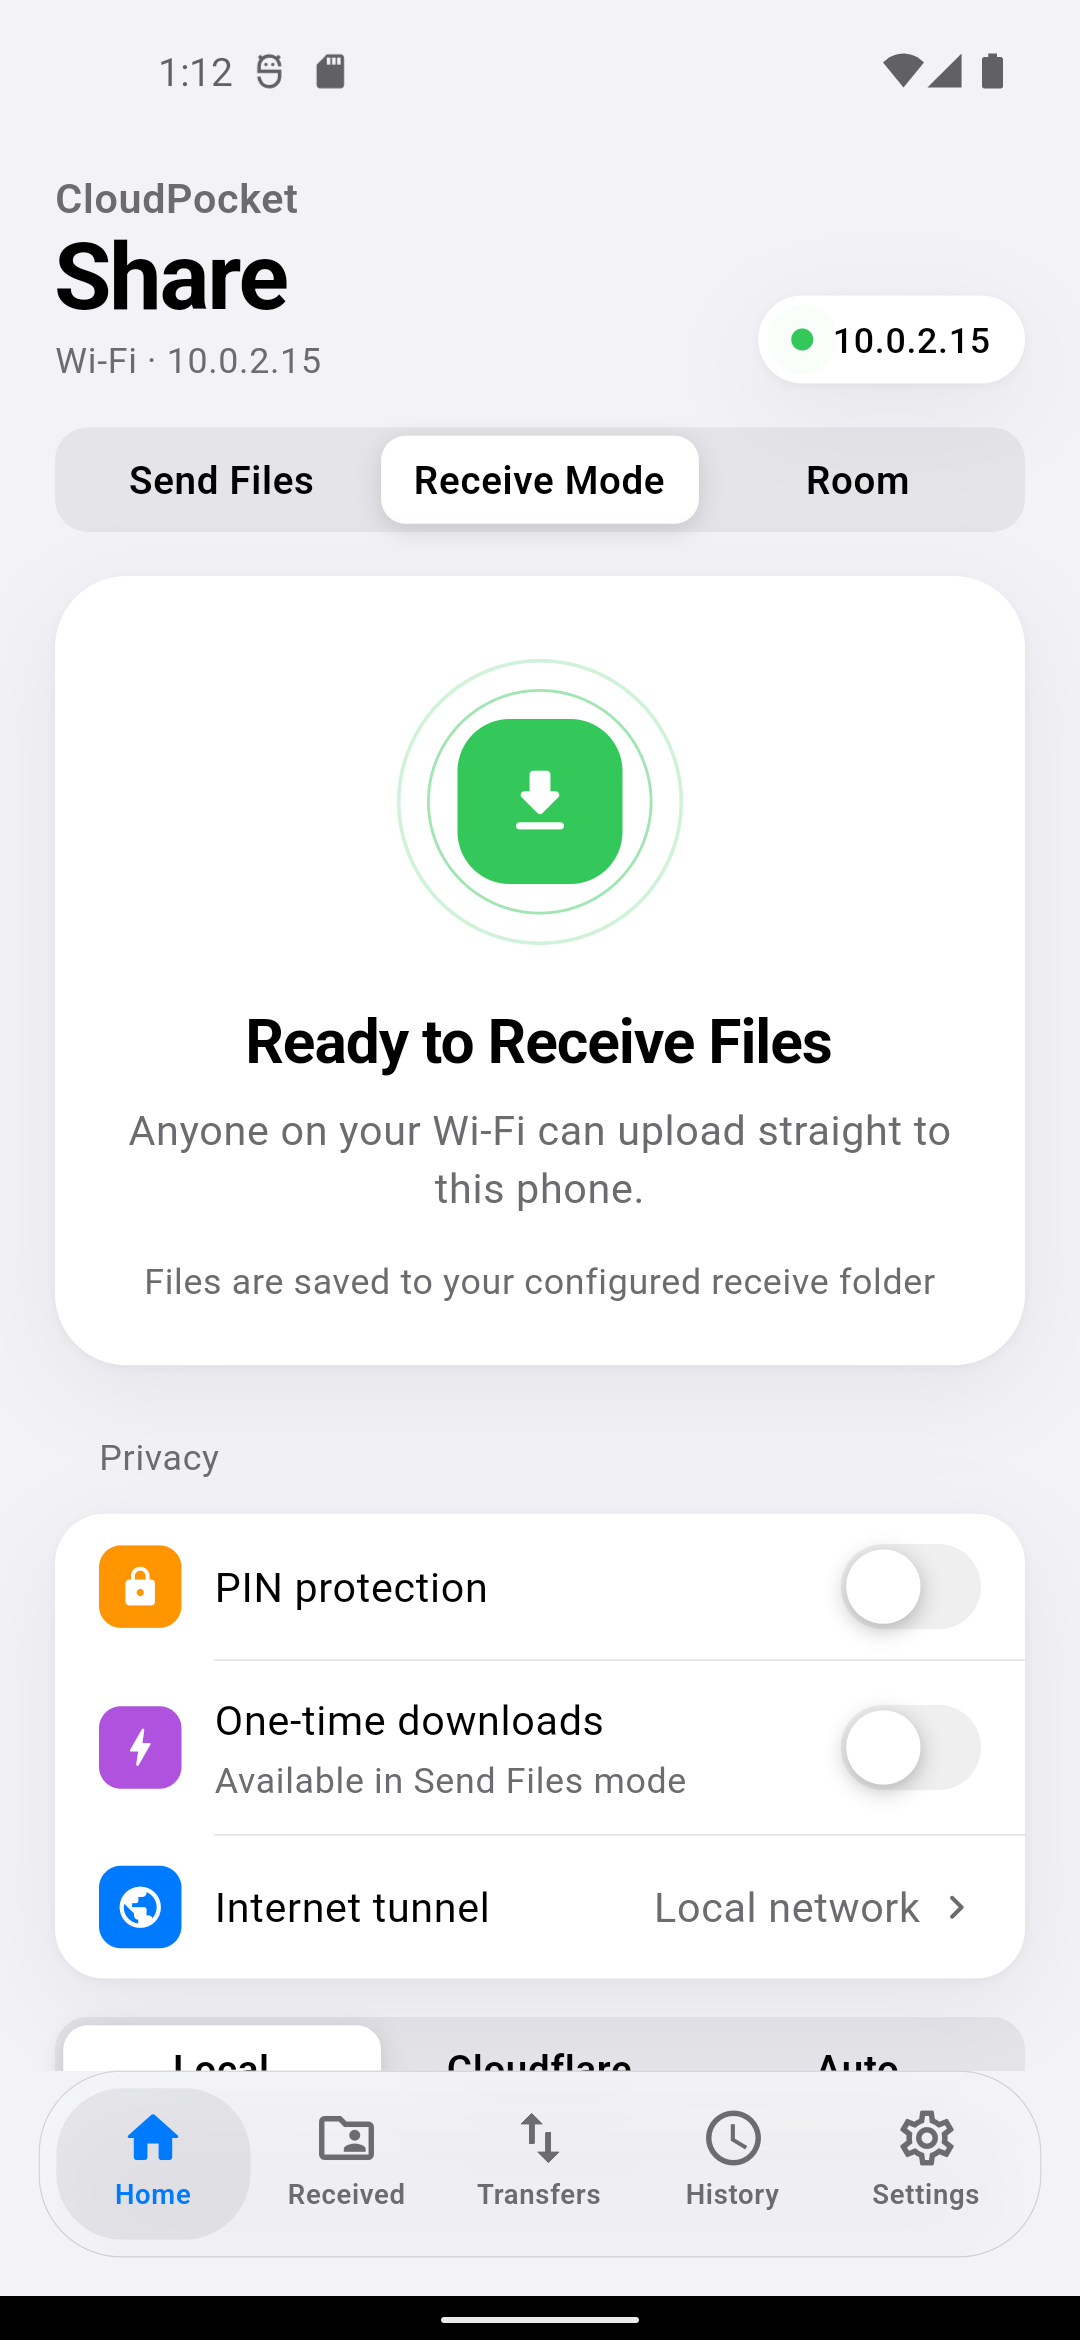 1:12
CloudPocket
Share
Wi-Fi · 10.0.2.15
10.0.2.15
Send Files
Receive Mode
Room
Ready to Receive Files
Anyone on your Wi-Fi can upload straight to
this phone.
Files are saved to your configured receive folder
Privacy
PIN protection
One-time downloads
Available in Send Files mode
Internet tunnel
Local network
Local
Cloudflare
Auto
Home
Received
Transfers
History
Settings